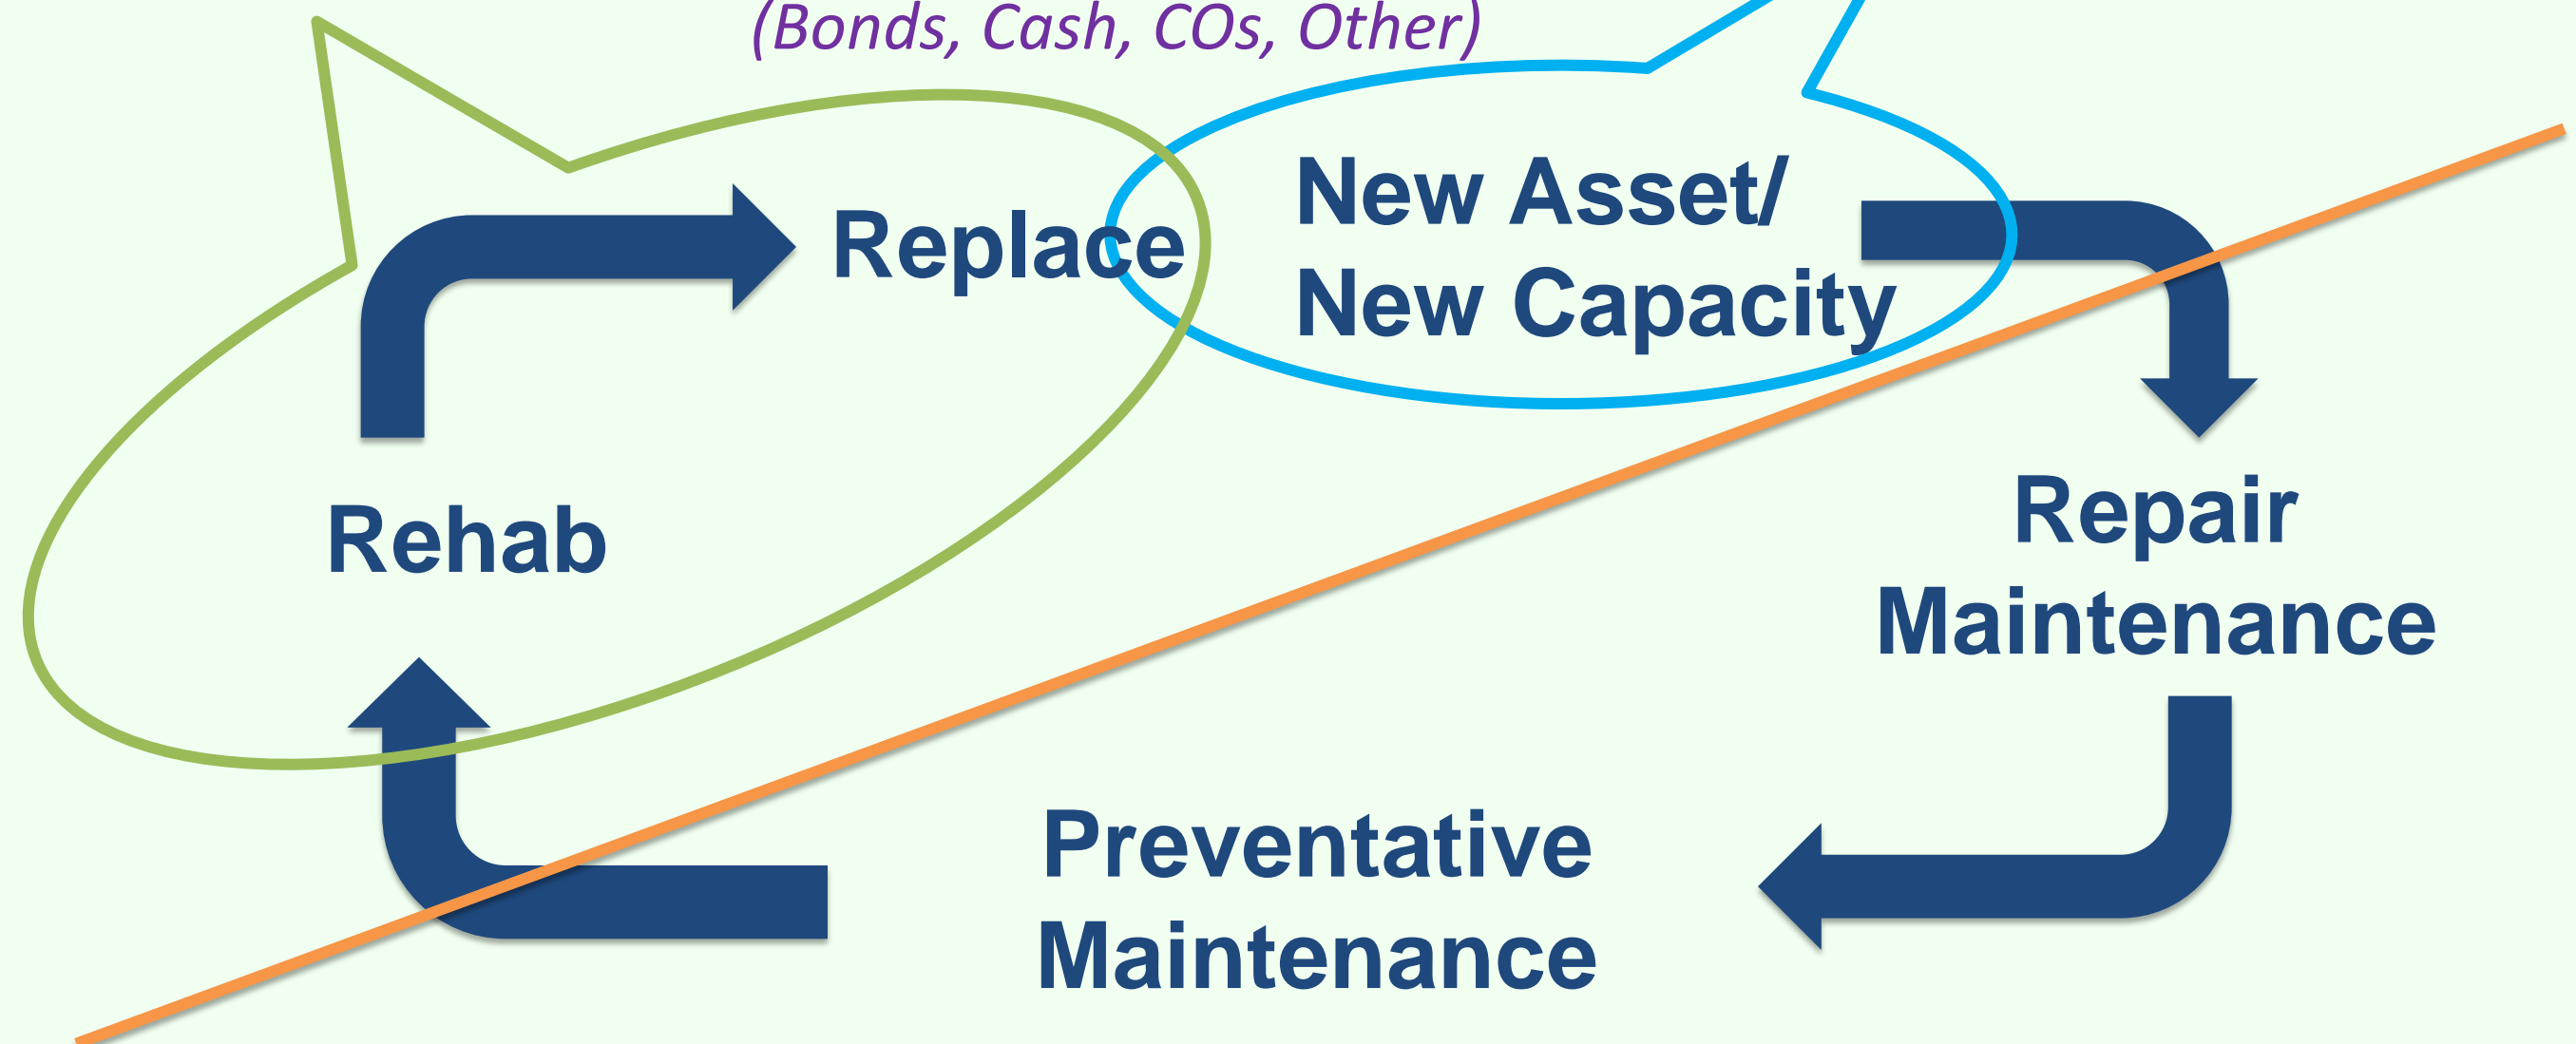 (Bonds, Cash, COs, Other)
New Asset/
New Capacity
Replace
Repair
Maintenance
Rehab
Preventative
Maintenance